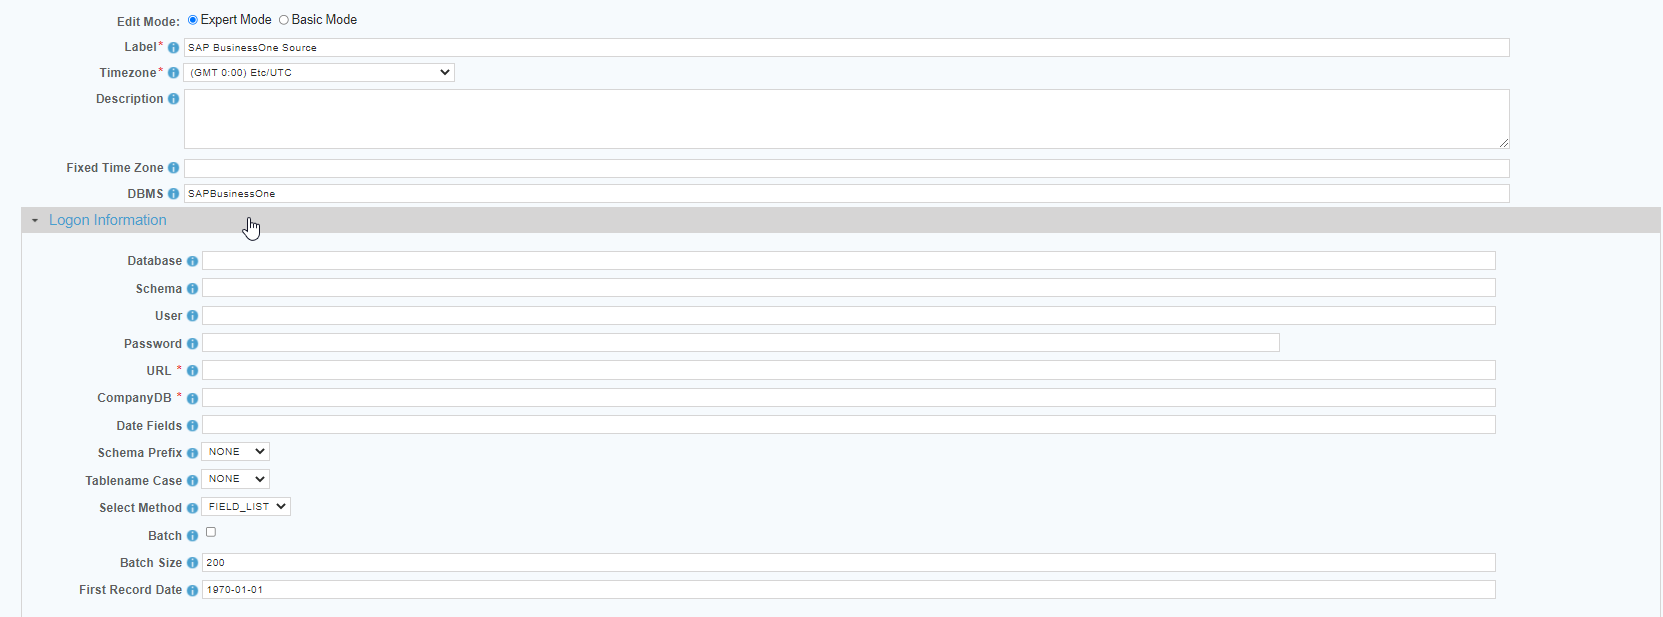 Edit Mode: Expert Mode Basic Mode
Label* SAP BusinessOne Source
Timezone* (GMT 0:00) Etc/UTC
Description
Fixed Time Zone
DBMS SAPBusinessOne
Logon Information
Database
Schema
User
Password
URL *
CompanyDB *
Date Fields
Schema Prefix NONE
Tablename Case NONE
Select Method FIELD_LIST
Batch
Batch Size 200
First Record Date 1970-01-01